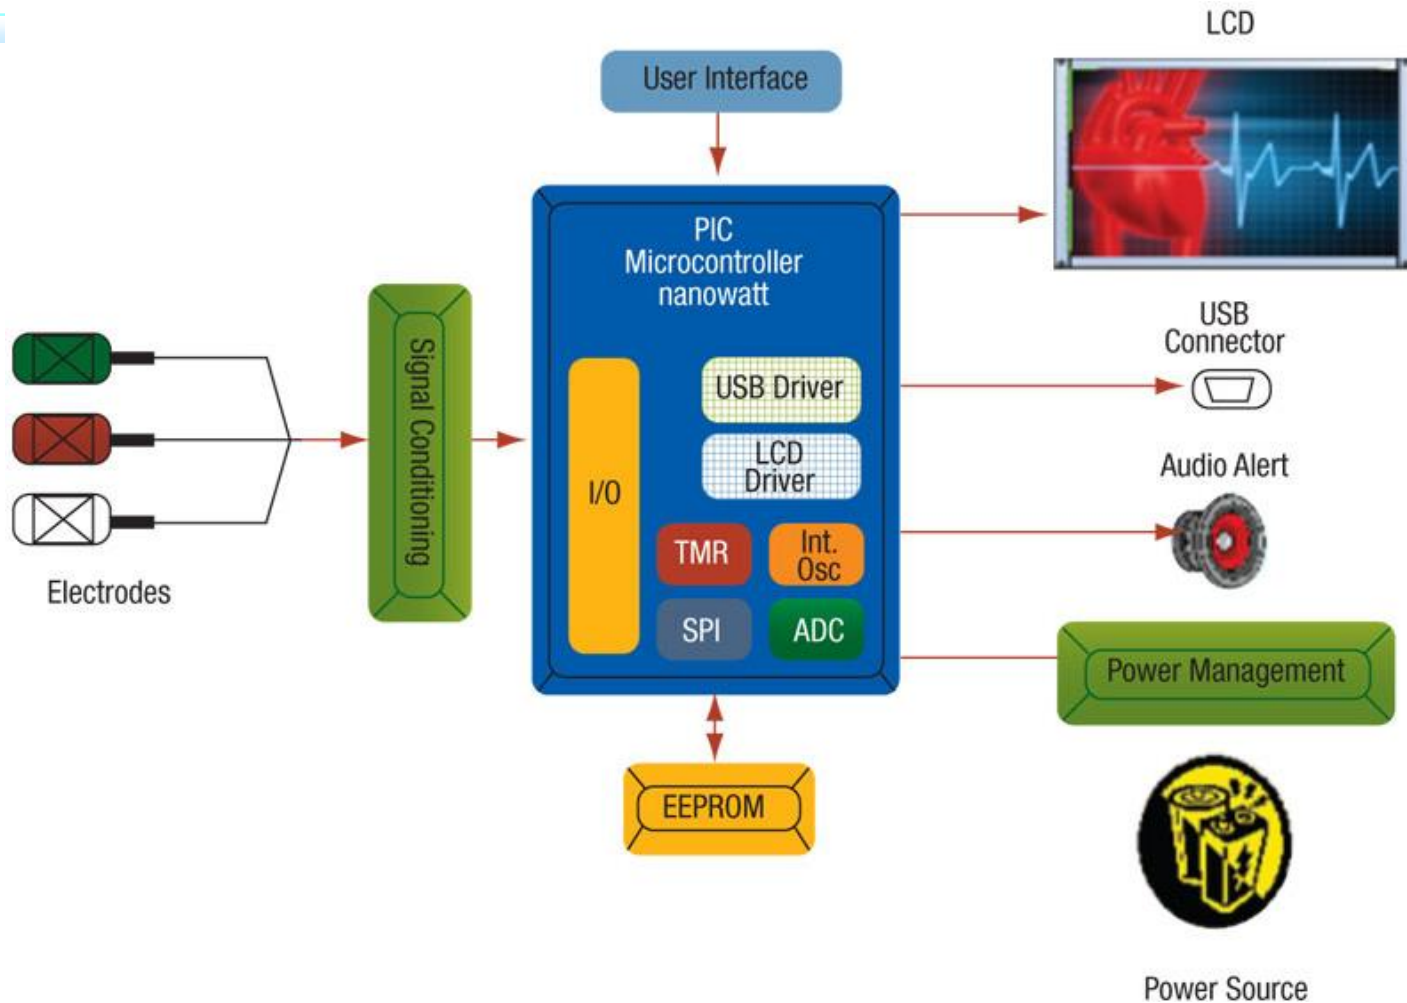 LCD
User Interface
PIC
Microcontroller
nanowatt
USB
Connector
Signal Conditioning
USB Driver
LCD
Driver
I/O
Audio Alert
TMR
Int.
Osc
Electrodes
SPI
ADC
Power Management
EEPROM
Power Source